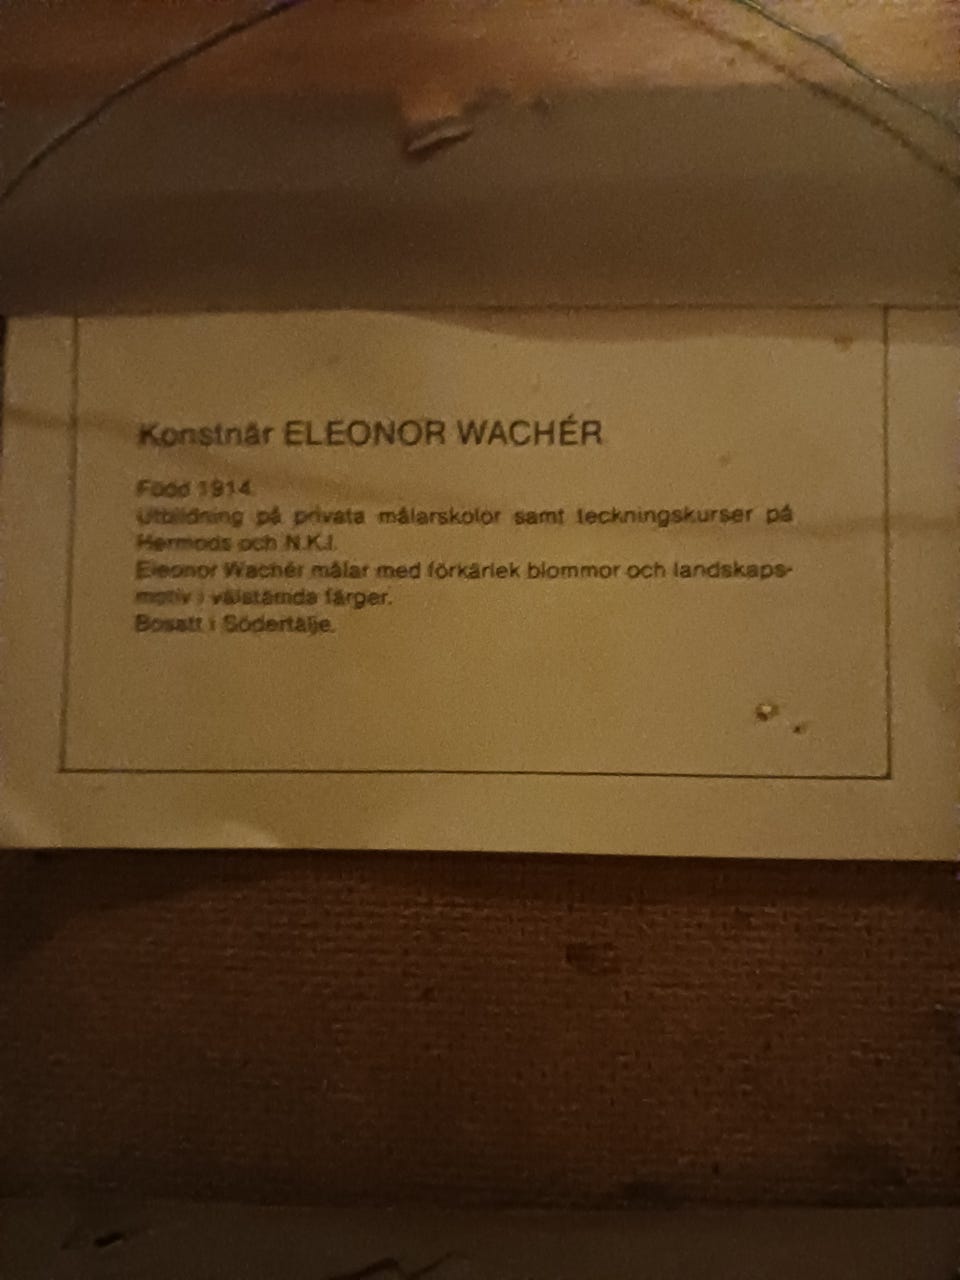 Konstnär ELEONOR WACHÉR
Född 1914.
Utbildning på privata målarskolor samt teckningskurser på
Hermods och N.K.I.
Eleonor Wachér målar med förkärlek blommor och landskaps-
motiv i välstämda färger.
Bosatt i Södertälje.